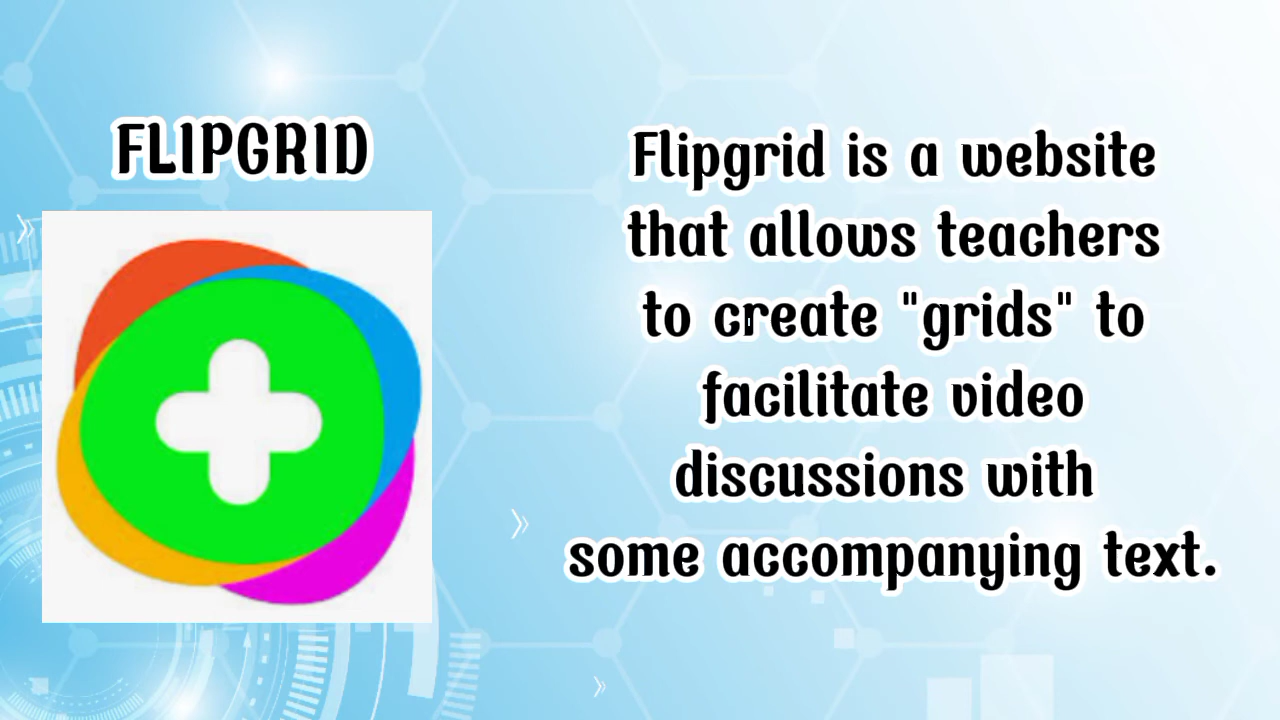 FLIPGRID
Flipgrid is a website
that allows teachers
to create "grids" to
facilitate video
discussions with
some accompanying text.